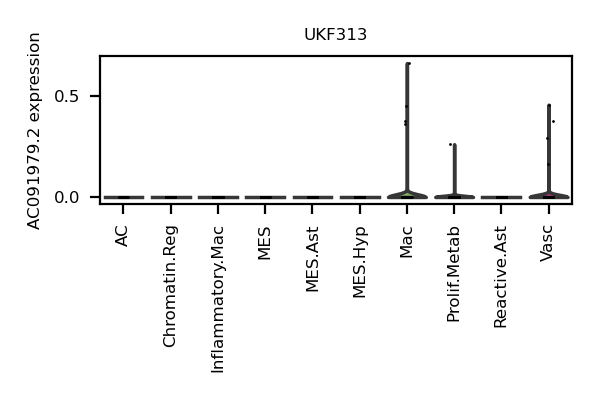 UKF313
AC091979.2 expression
0.5
0.0
AC
Chromatin.Reg
Inflammatory.Mac
MES
MES.Ast
MES.Hyp
Mac
Prolif.Metab
Reactive.Ast
Vasc